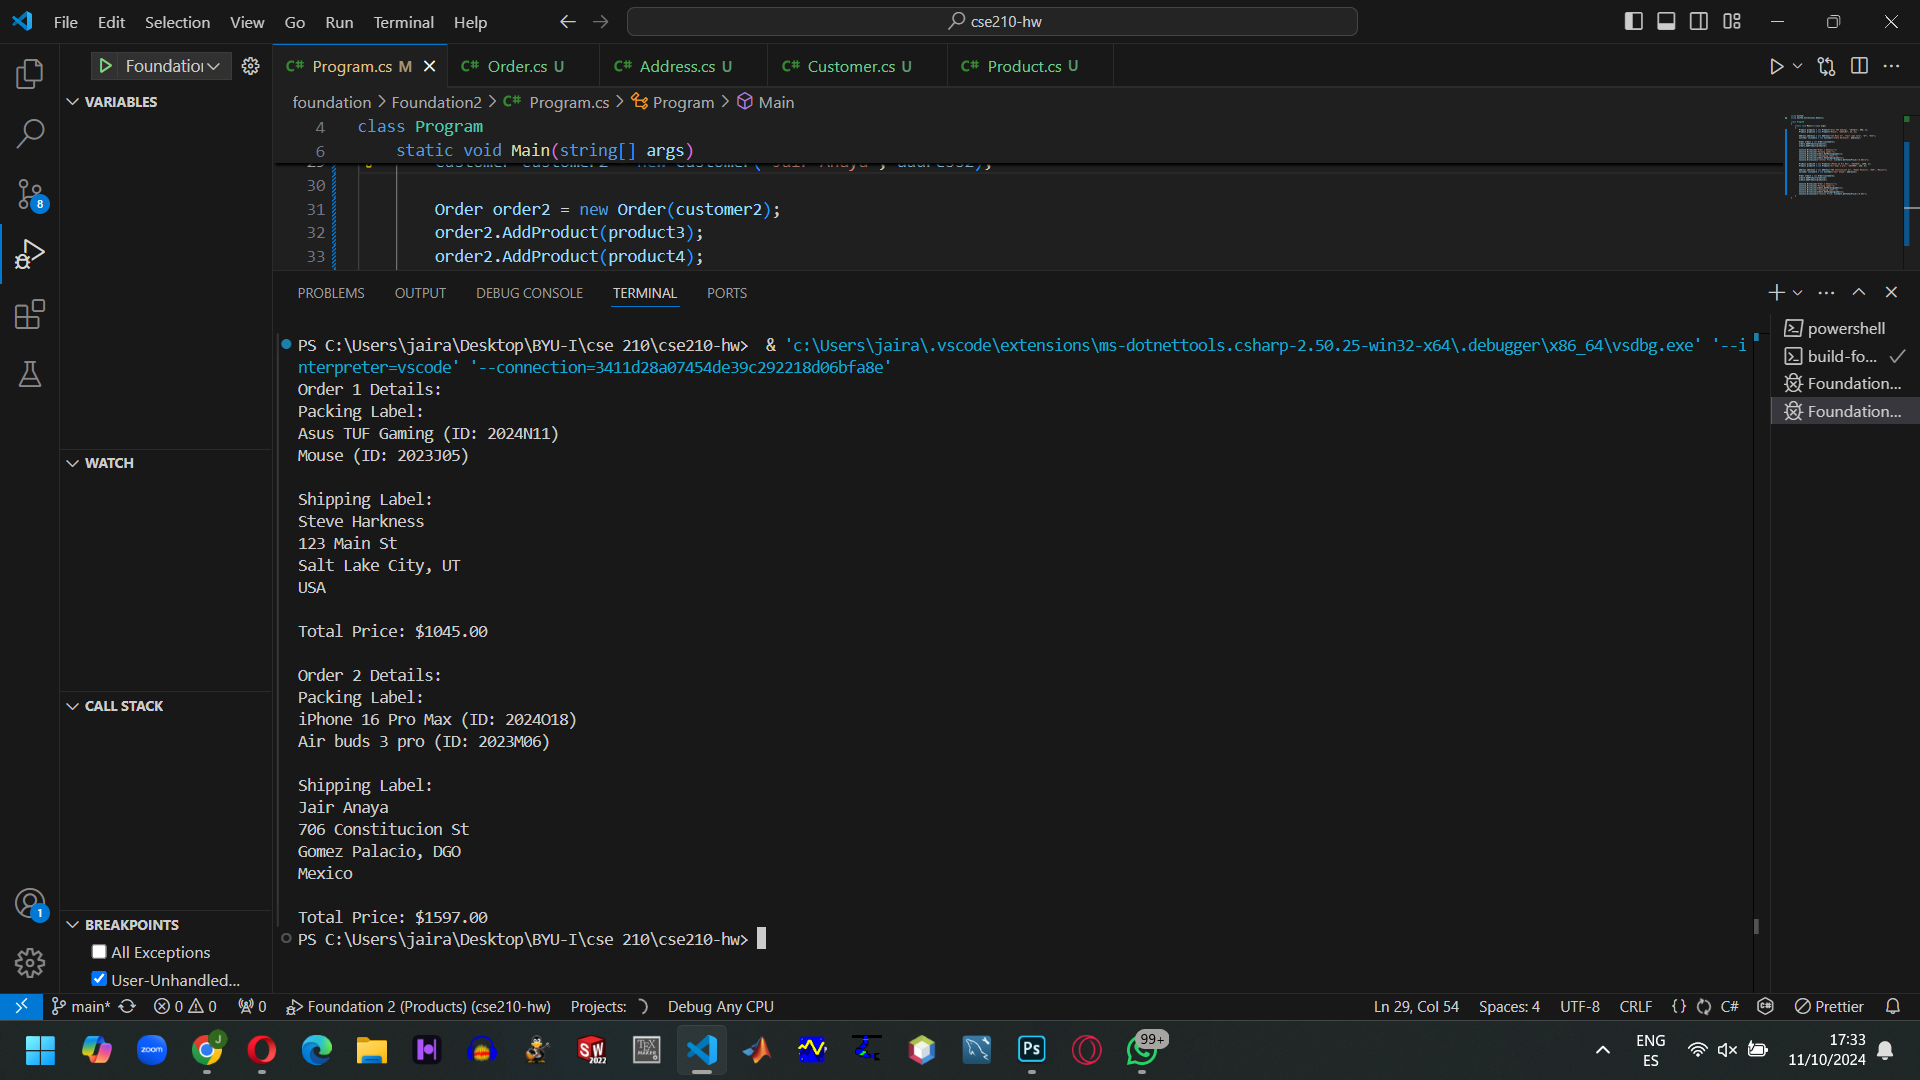 File Edit Selection View Go Run Terminal Help
cse210-hw
Foundation
Program.cs M
Order.cs U
Address.cs U
Customer.cs U
Product.cs U
VARIABLES
foundation > Foundation2 > Program.cs > Program > Main
4 class Program
6 static void Main(string[] args)
30
31 Order order2 = new Order(customer2);
32 order2.AddProduct(product3);
33 order2.AddProduct(product4);
PROBLEMS OUTPUT DEBUG CONSOLE TERMINAL PORTS
PS C:\Users\jaira\Desktop\BYU-I\cse 210\cse210-hw> & 'c:\Users\jaira\.vscode\extensions\ms-dotnettools.csharp-2.50.25-win32-x64\.debugger\x86_64\vsdbg.exe' '--i
nterpreter=vscode' '--connection=3411d28a07454de39c292218d06bfa8e'
Order 1 Details:
Packing Label:
Asus TUF Gaming (ID: 2024N11)
Mouse (ID: 2023J05)
Shipping Label:
Steve Harkness
123 Main St
Salt Lake City, UT
USA
Total Price: $1045.00
Order 2 Details:
Packing Label:
iPhone 16 Pro Max (ID: 2024O18)
Air buds 3 pro (ID: 2023M06)
Shipping Label:
Jair Anaya
706 Constitucion St
Gomez Palacio, DGO
Mexico
Total Price: $1597.00
PS C:\Users\jaira\Desktop\BYU-I\cse 210\cse210-hw>
powershell
build-fo...
Foundation...
Foundation...
WATCH
CALL STACK
BREAKPOINTS
All Exceptions
User-Unhandled...
8
1
main* 0 0 0 Foundation 2 (Products) (cse210-hw) Projects: Debug Any CPU
Ln 29, Col 54 Spaces: 4 UTF-8 CRLF {} C# Prettier
zoom
J
SW 2022
TEX MAKER
Ps
99+
ENG
ES
17:33
11/10/2024